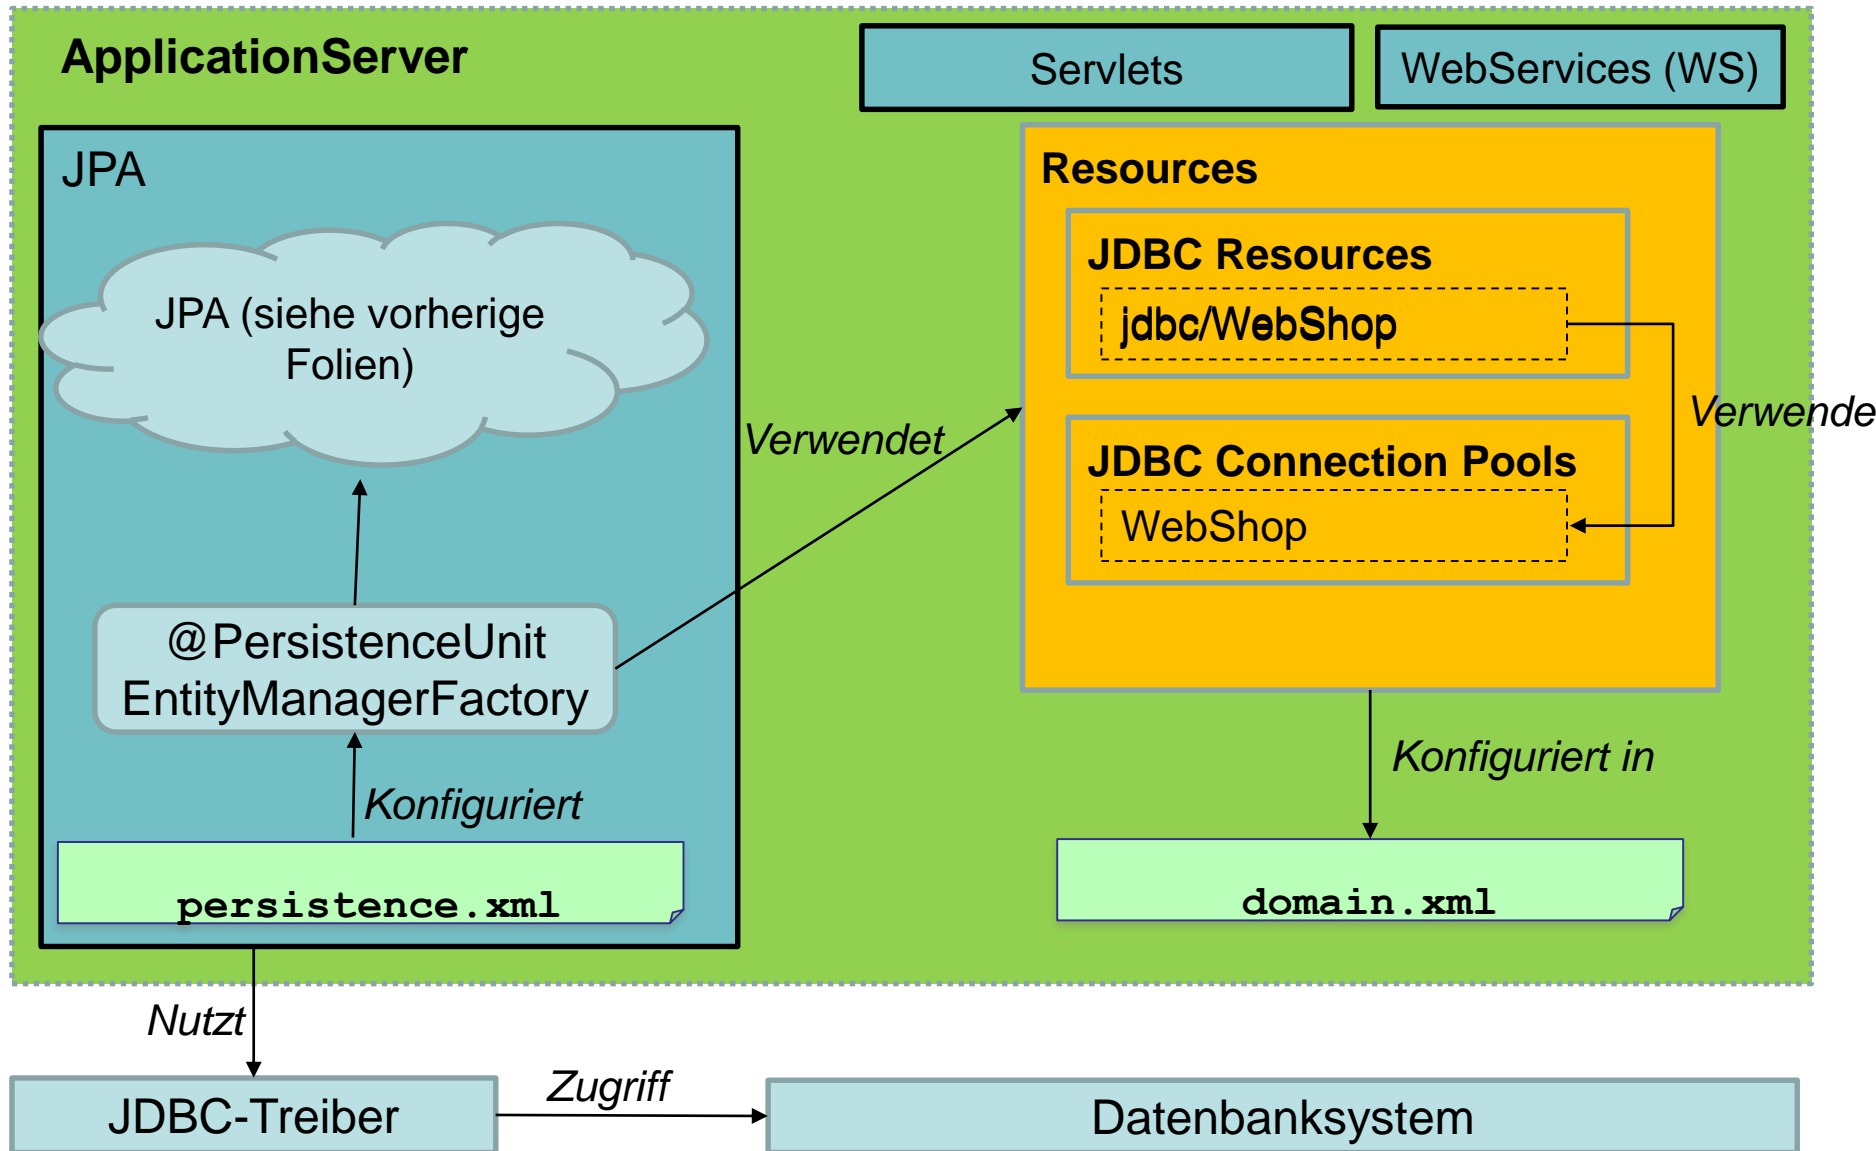 ApplicationServer
Servlets
WebServices (WS)
JPA
JPA (siehe vorherige
Folien)
@PersistenceUnit
EntityManagerFactory
Konfiguriert
persistence.xml
Verwendet
Resources
JDBC Resources
jdbc/WebShop
Verwende
JDBC Connection Pools
WebShop
Konfiguriert in
domain.xml
Nutzt
JDBC-Treiber
Zugriff
Datenbanksystem